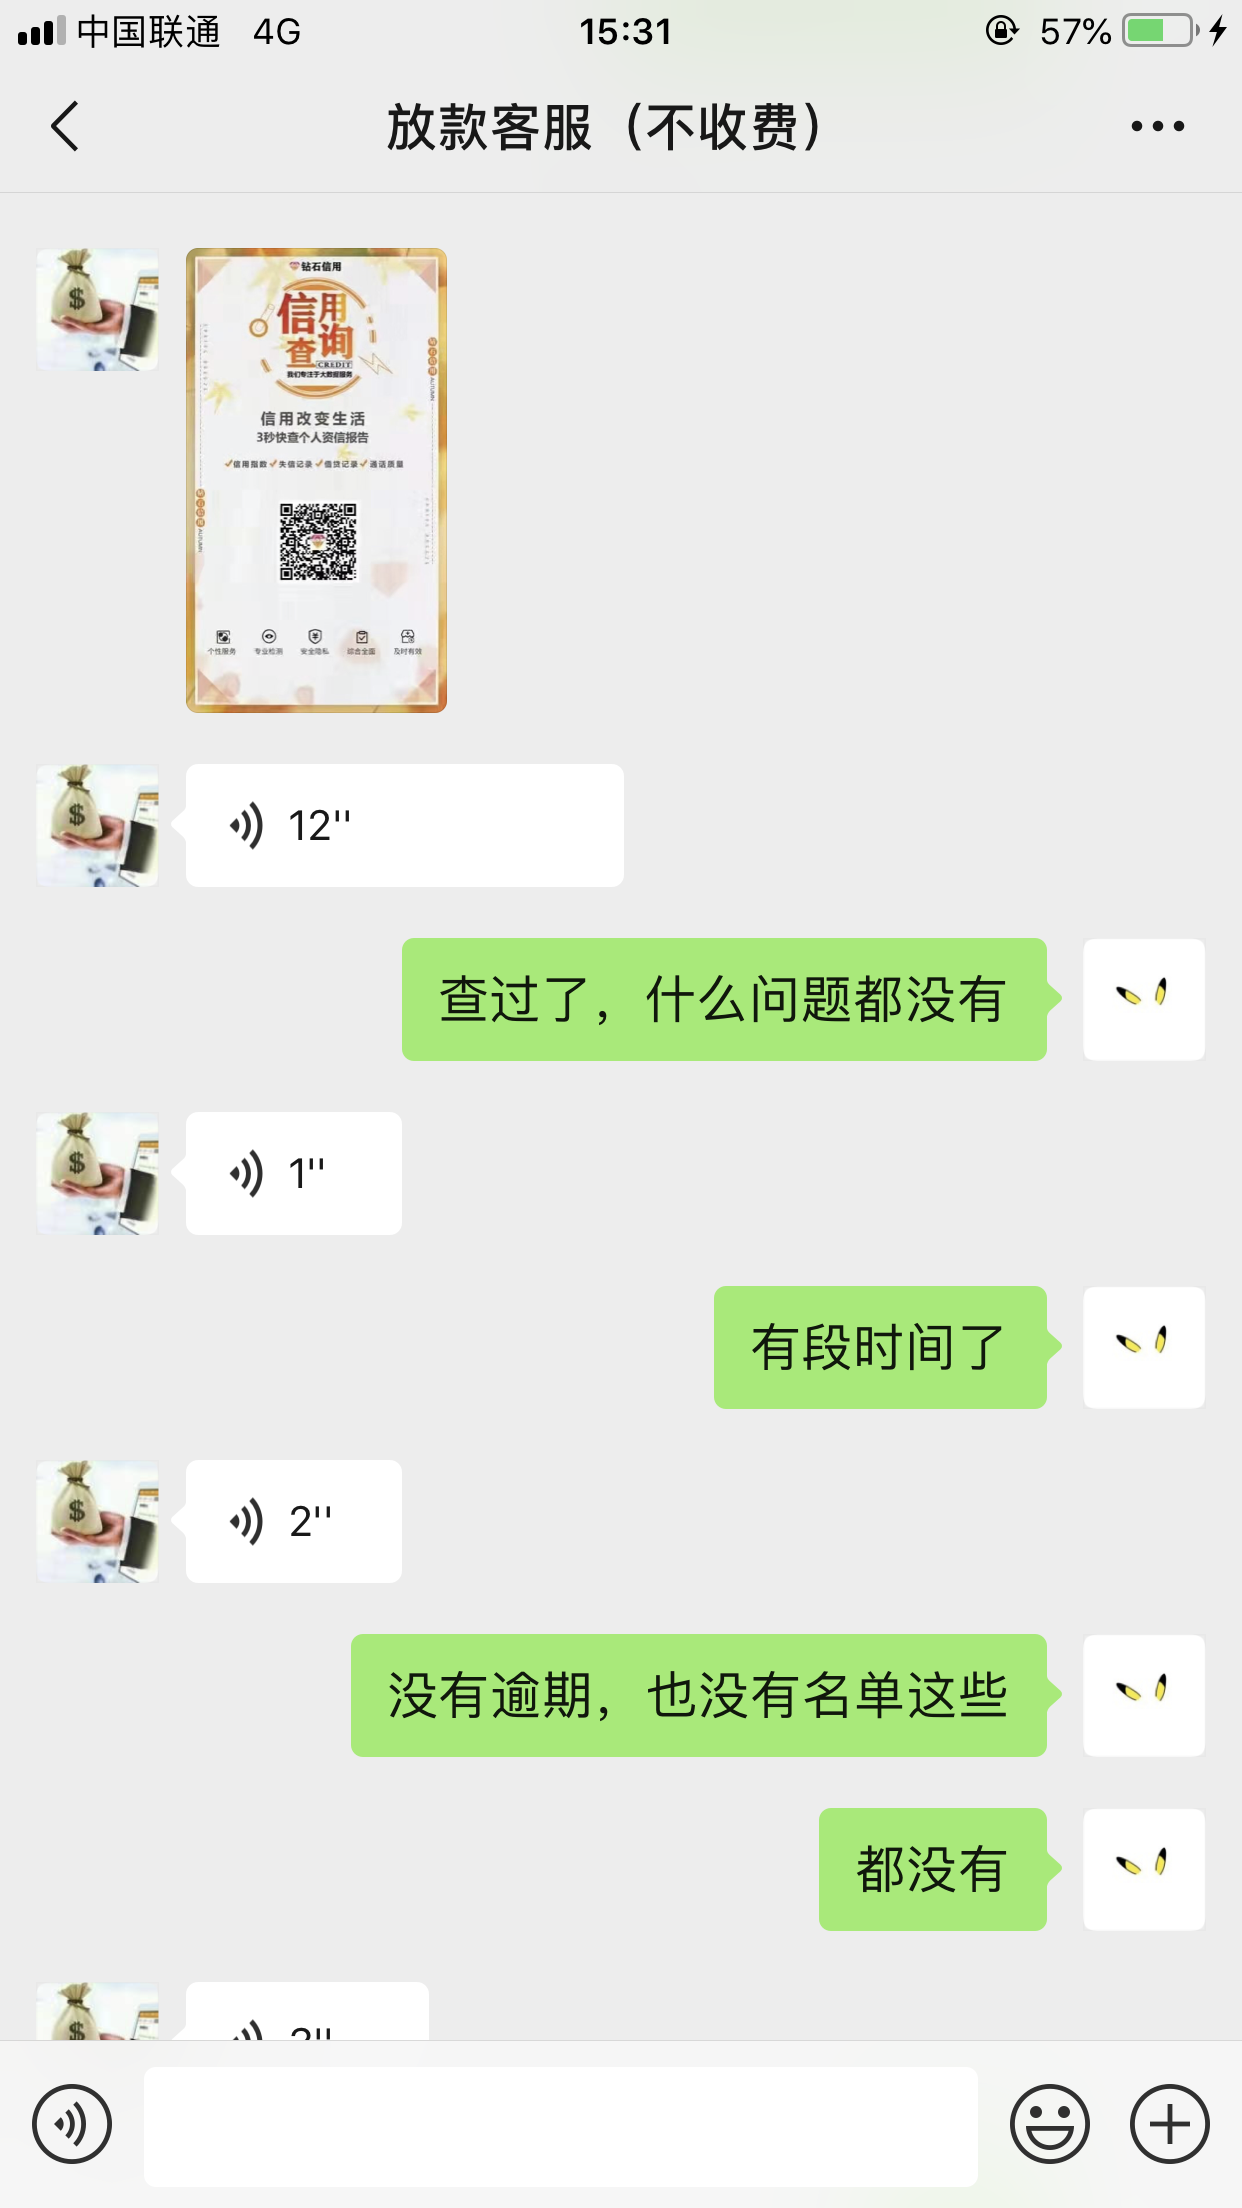 中国联通 4G 15:31 57%
放款客服（不收费）
钻石信用
信用
查询
CREDIT
我们专注于大数据服务
信用改变生活
3秒快查个人资信报告
✓信用指数✓失信记录✓借贷记录✓通话质量
个性服务 专业检测 安全隐私 综合全面 及时有效
12''
查过了，什么问题都没有
1''
有段时间了
2''
没有逾期，也没有名单这些
都没有